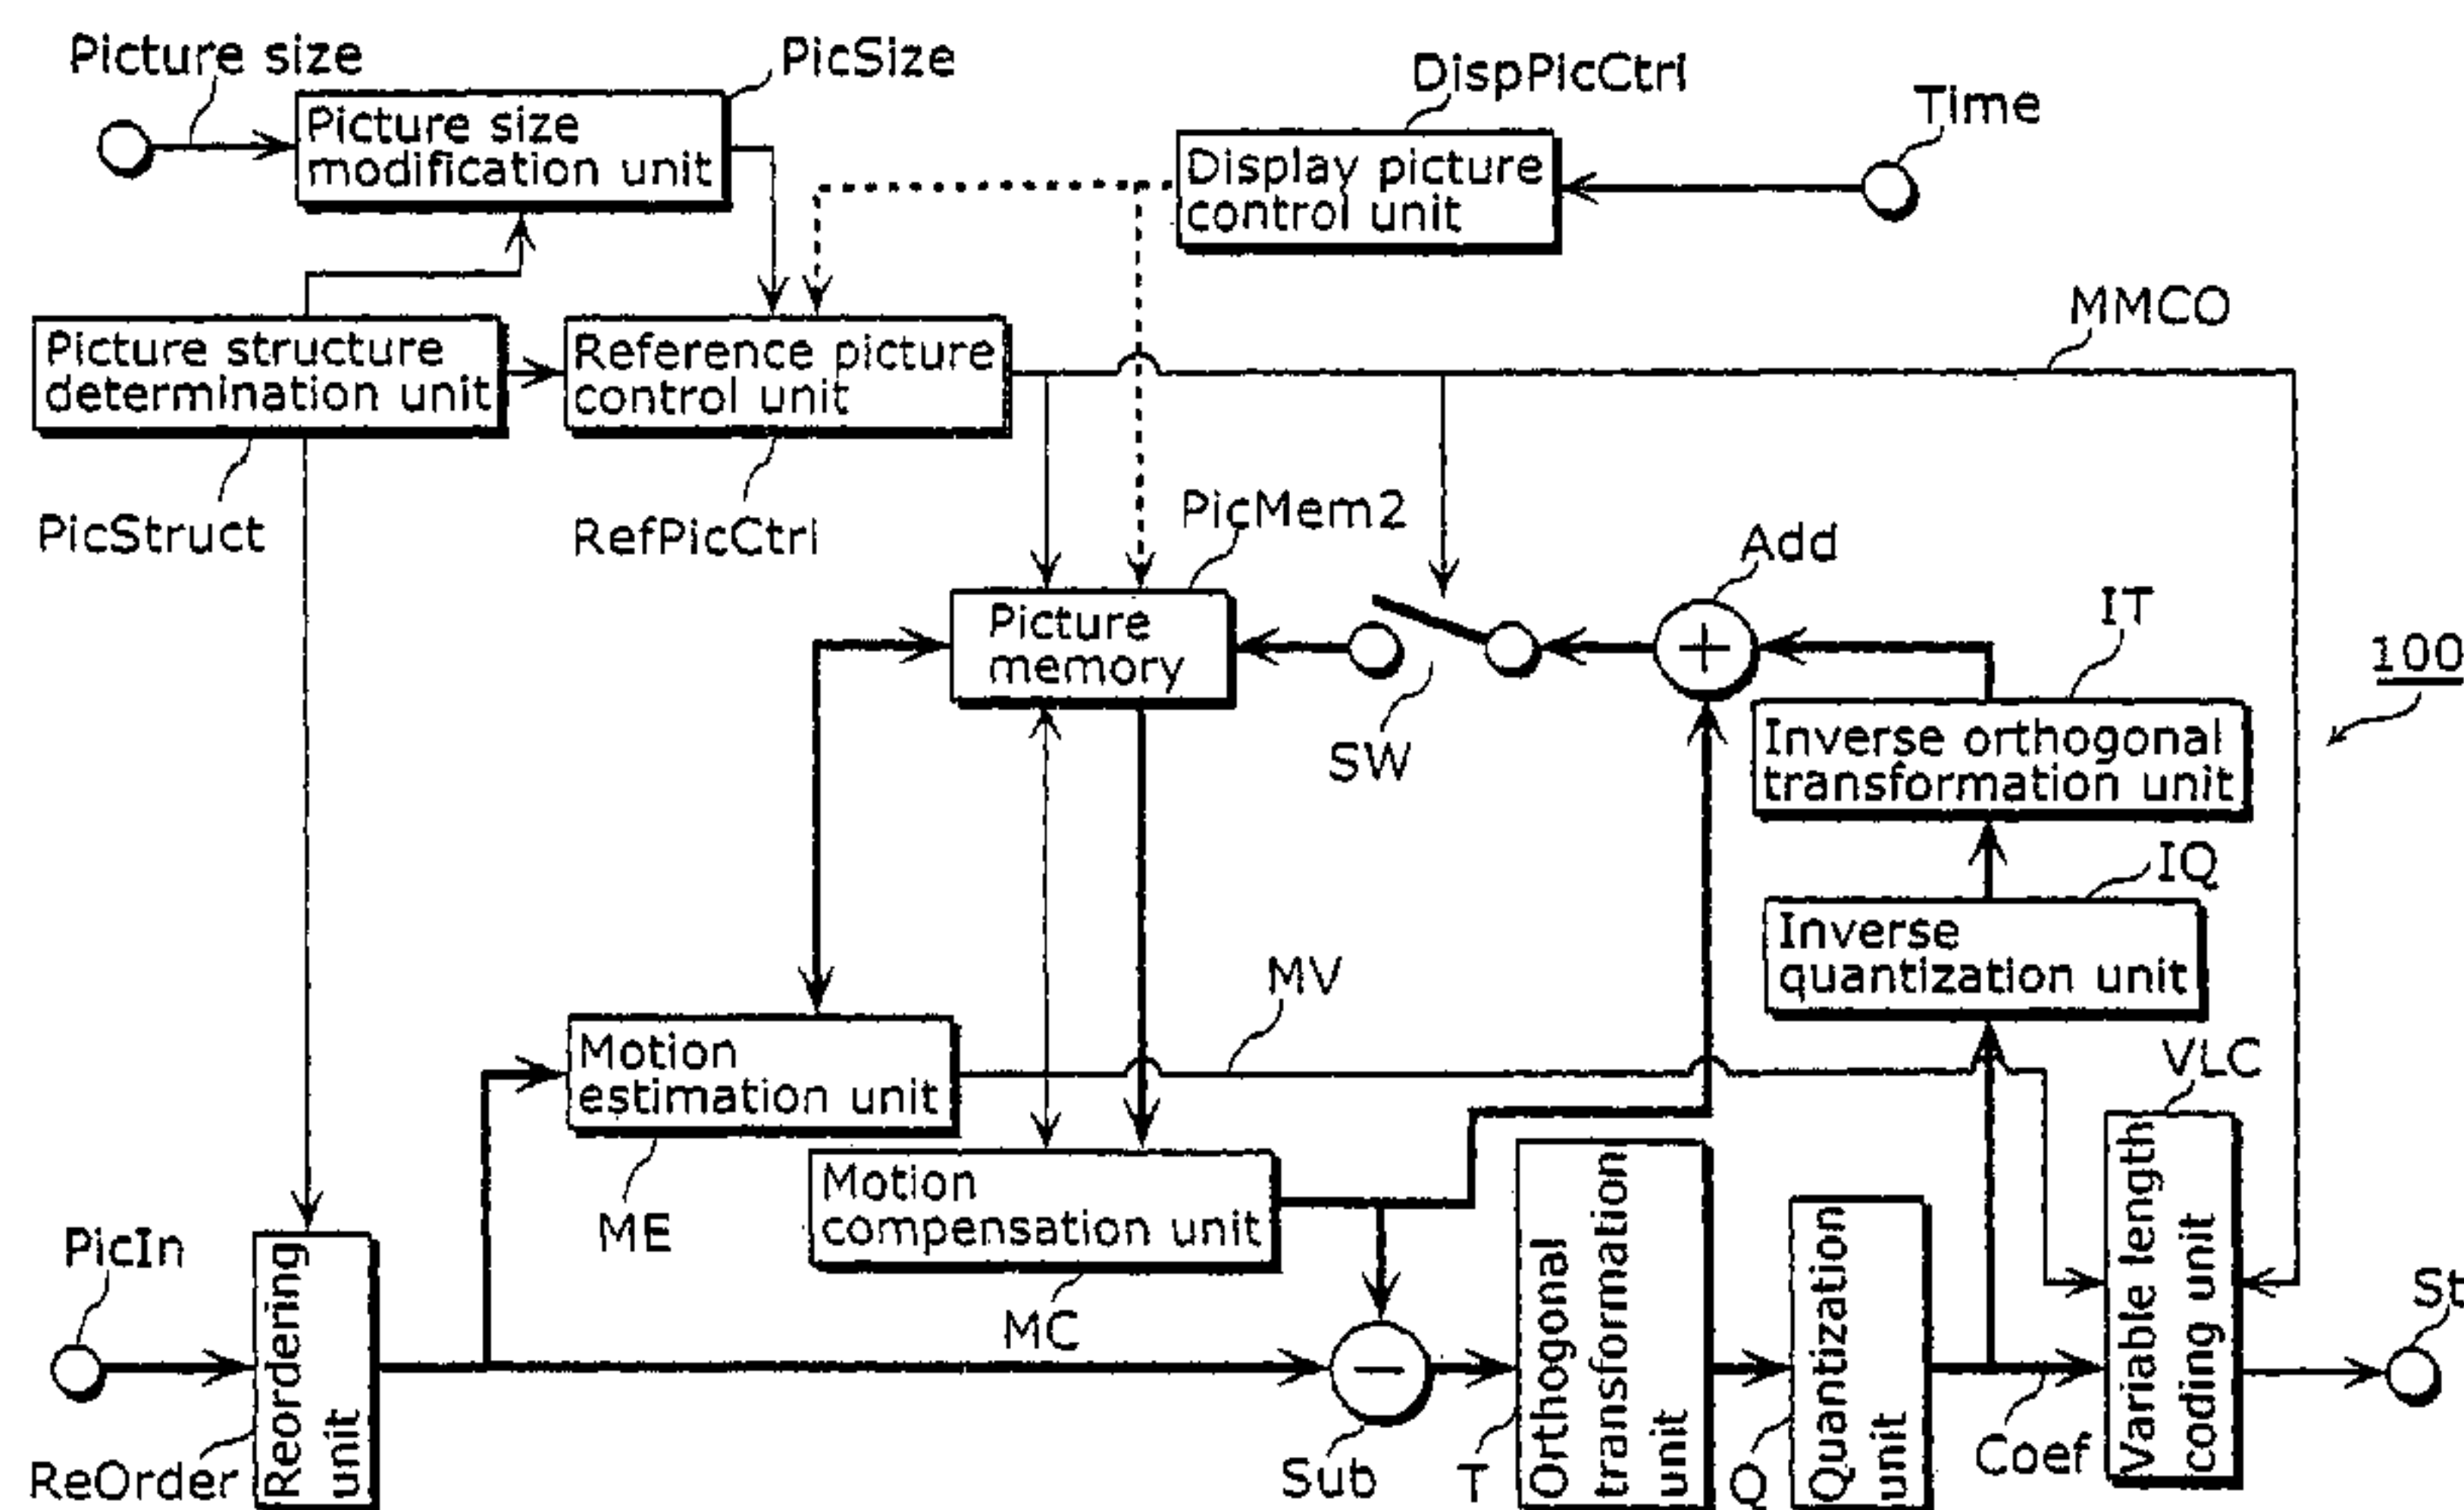 Picture size
PicSize
DispPicCtrl
Time
Picture size
modification unit
Display picture
control unit
MMCO
Picture structure
determination unit
Reference picture
control unit
PicStruct
RefPicCtrl
PicMem2
Add
IT
100
Picture
memory
+
SW
Inverse orthogonal
transformation unit
IQ
Inverse
quantization unit
MV
VLC
Motion
estimation unit
ME
Motion
compensation unit
MC
PicIn
Reordering
unit
ReOrder
−
Sub
Orthogonal
transformation
unit
T
Quantization
unit
Q
Coef
Variable length
coding unit
St